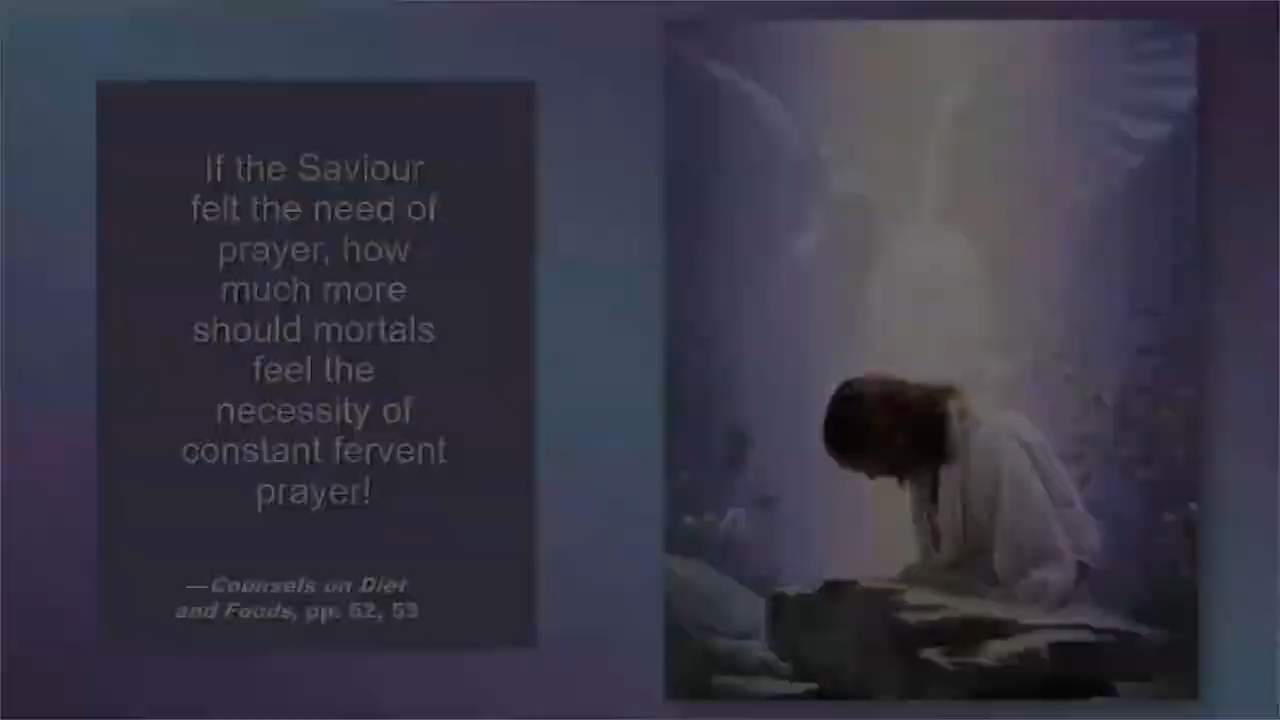 If the Saviour
felt the need of
prayer, how
much more
should mortals
feel the
necessity of
constant fervent
prayer!
—Counsels on Diet
and Foods, pp. 52, 53